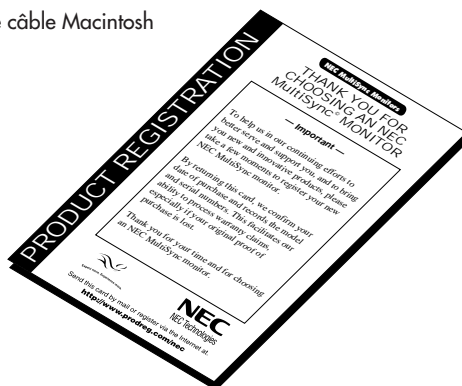 e câble Macintosh
PRODUCT REGISTRATION
NEC MultiSync Monitors
THANK YOU FOR
CHOOSING AN NEC
MultiSync® MONITOR
— Important —
To help us in our continuing efforts to
better serve and support you, and to bring
you new and innovative products, please
take a few moments to register your new
NEC MultiSync monitor.
By returning this card, we confirm your
date of purchase and records the model
and serial numbers. This facilitates our
ability to process warranty claims,
especially if your original proof of
purchase is lost.
Thank you for your time and for choosing
an NEC MultiSync monitor.
NEC
NEC Technologies
Send this card by mail or register via the Internet at:
http://www.prodreg.com/nec